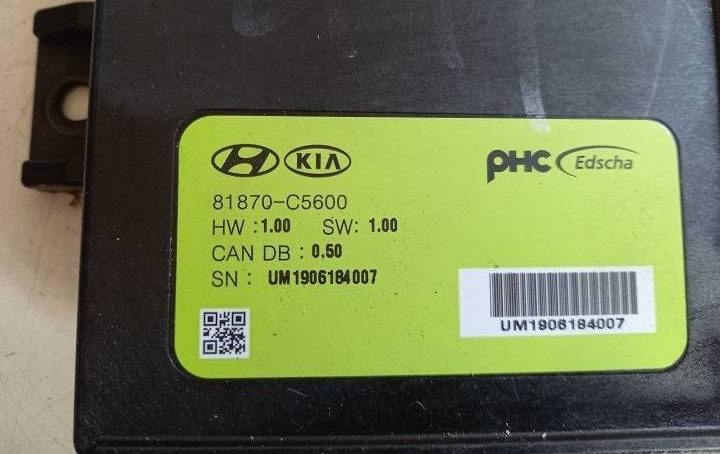 KIA
PHC Edscha
81870-C5600
HW : 1.00 SW: 1.00
CAN DB : 0.50
SN : UM1906184007
UM1906184007